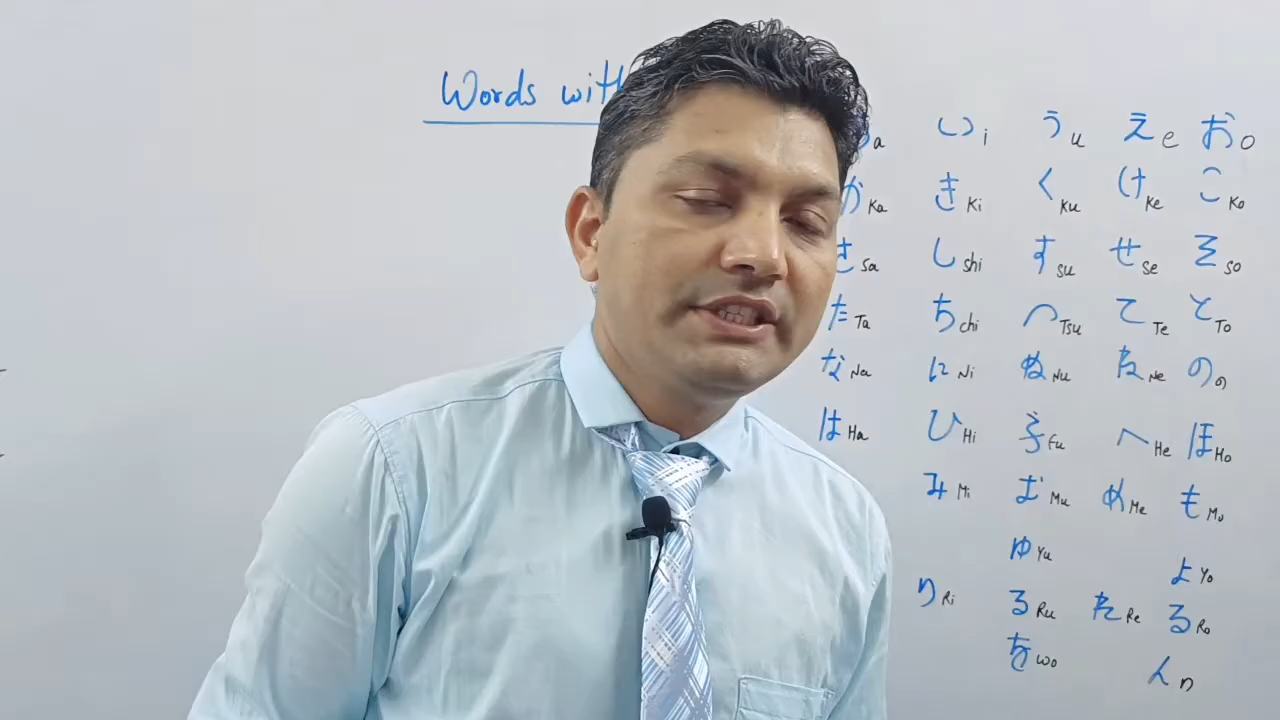 Words with
a い i う u え e お o
か Ka き Ki く Ku け Ke こ Ko
さ Sa し shi す su せ Se そ so
た Ta ち chi つ Tsu て Te と To
な Na に Ni ぬ Nu ね Ne の の
は Ha ひ Hi ふ Fu へ He ほ Ho
み Mi む Mu め Me も Mo
ゆ Yu よ Yo
り Ri る Ru れ Re る Ro
を wo ん n